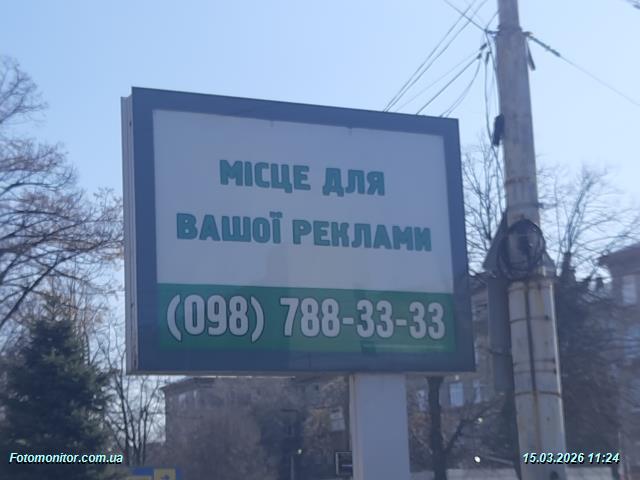 МІСЦЕ ДЛЯ
ВАШОЇ РЕКЛАМИ
(098) 788-33-33
Fotomonitor.com.ua
15.03.2026 11:24